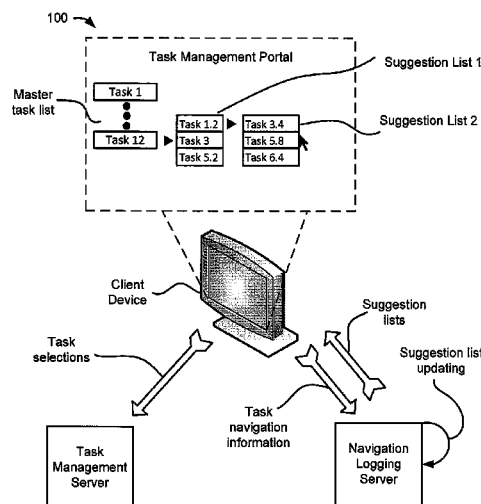 100
Task Management Portal
Suggestion List 1
Master
task list
Task 1
Task 12
Task 1.2
Task 3
Task 5.2
Task 3.4
Task 5.8
Task 6.4
Suggestion List 2
Client
Device
Suggestion
lists
Task
selections
Suggestion list
updating
Task
navigation
information
Task
Management
Server
Navigation
Logging
Server